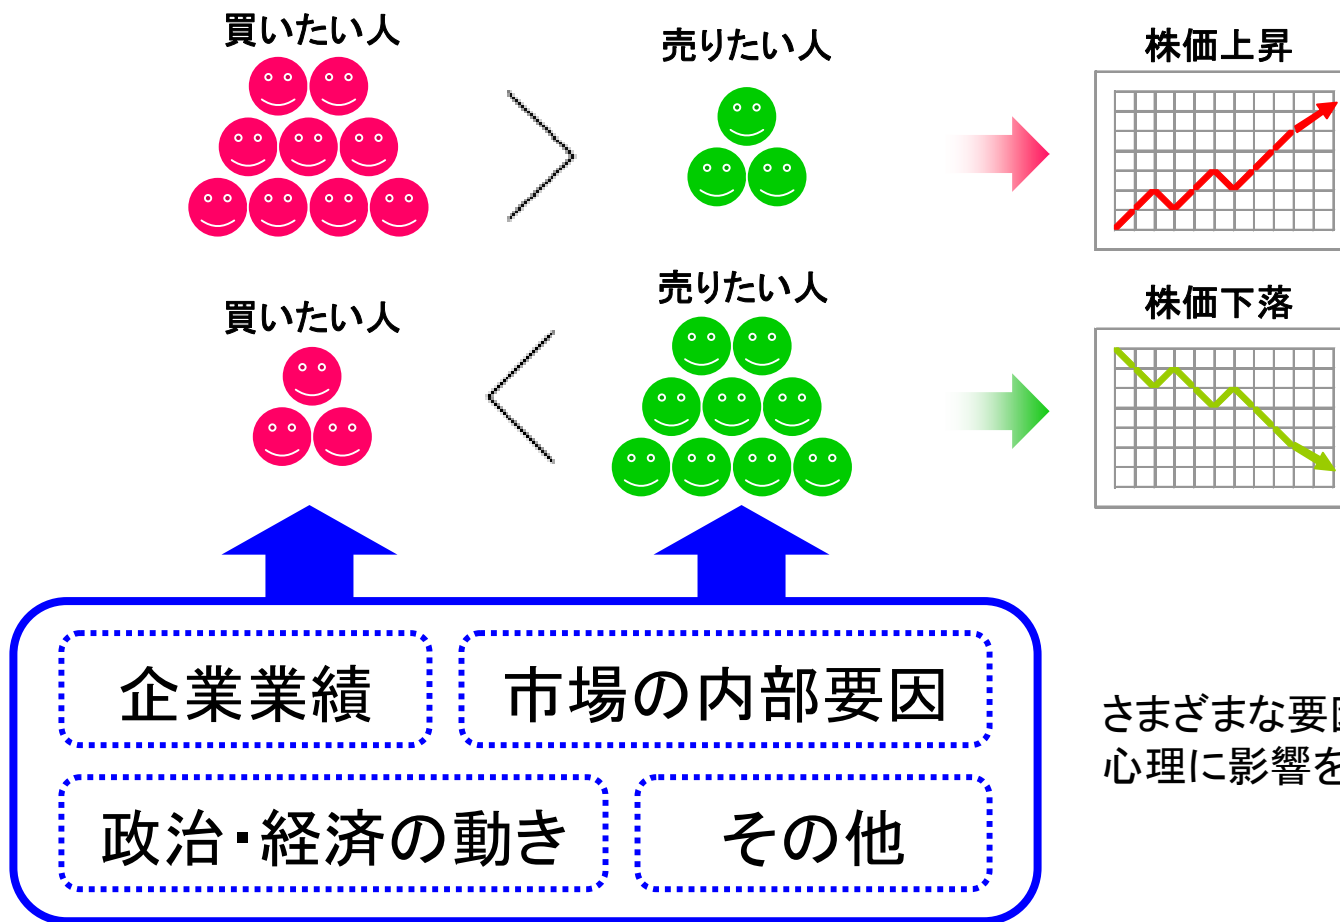 買いたい人
売りたい人
株価上昇
買いたい人
売りたい人
株価下落
企業業績
市場の内部要因
政治・経済の動き
その他
さまざまな要
心理に影響を